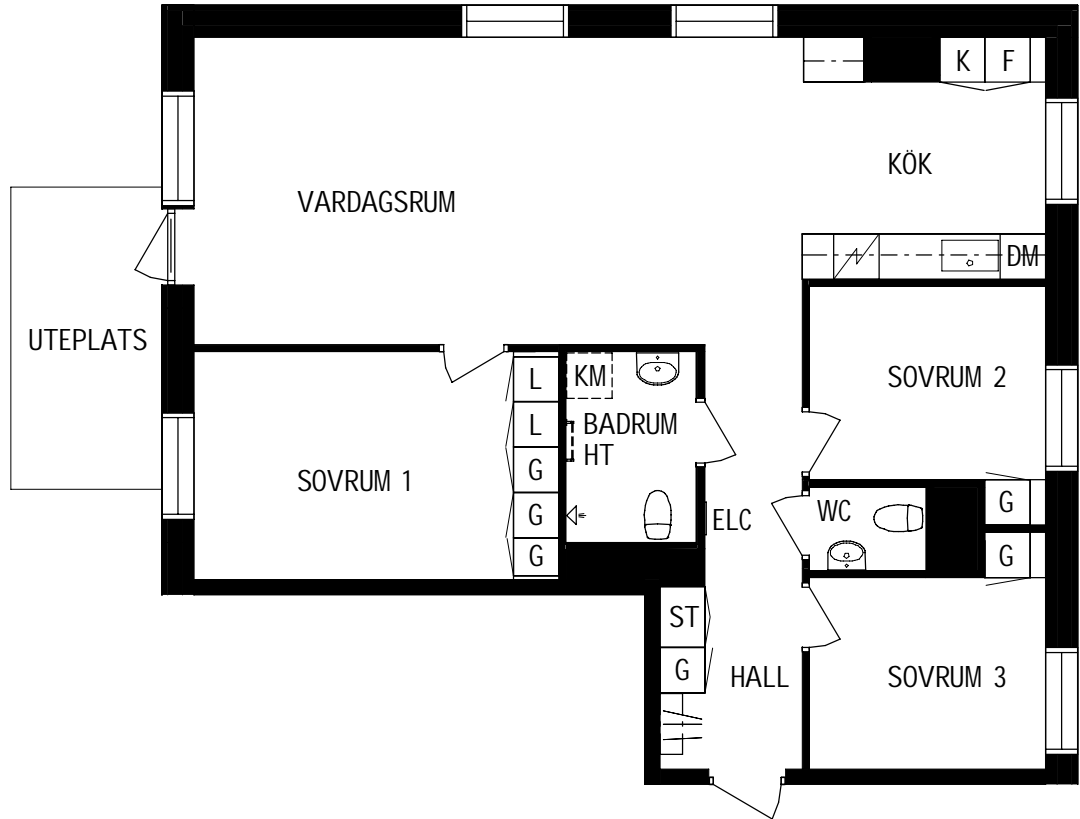 K F
KÖK
VARDAGSRUM
DM
UTEPLATS
L
KM
SOVRUM 2
L
BADRUM
HT
G
SOVRUM 1
G
G
G
ELC
WC
G
ST
G
HALL
SOVRUM 3